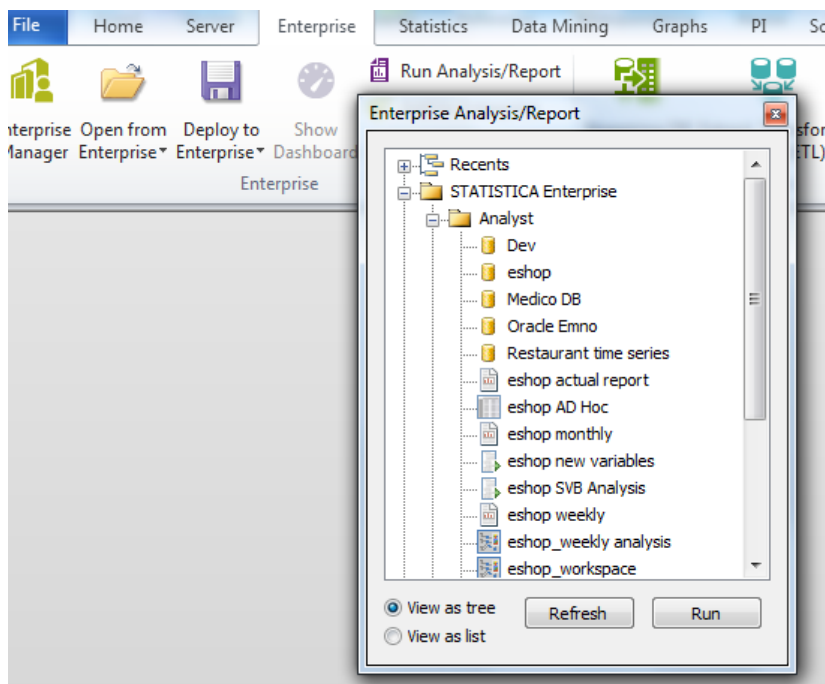 File Home Server Enterprise Statistics Data Mining Graphs PI
Run Analysis/Report
Open from Deploy to Show
Enterprise Enterprise Dashboard
Enterprise
Enterprise Analysis/Report
Recents
STATISTICA Enterprise
Analyst
Dev
eshop
Medico DB
Oracle Emno
Restaurant time series
eshop actual report
eshop AD Hoc
eshop monthly
eshop new variables
eshop SVB Analysis
eshop weekly
eshop_weekly analysis
eshop_workspace
View as tree
View as list
Refresh
Run